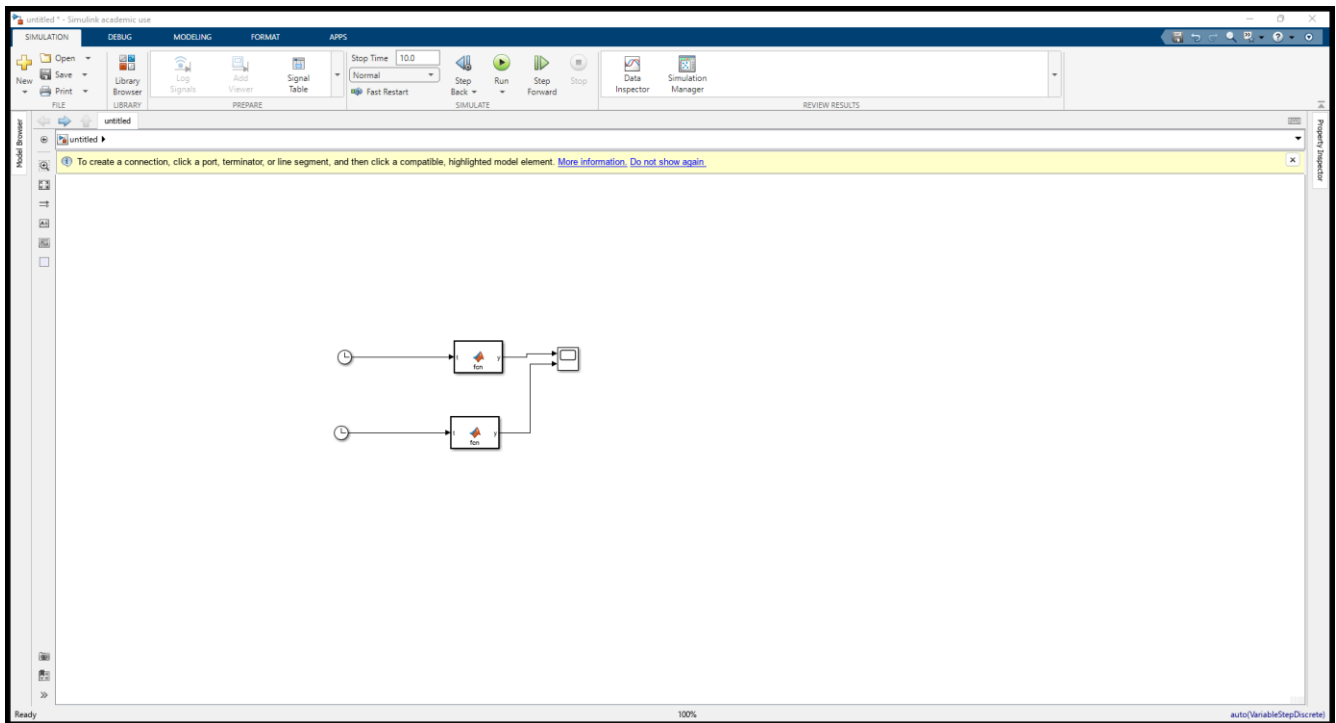 untitled * - Simulink academic use
SIMULATION DEBUG MODELING FORMAT APPS
New
Open
Save
Print
FILE
Library Browser
LIBRARY
Log Signals
Add Viewer
Signal Table
PREPARE
Stop Time 10.0
Normal
Fast Restart
Step Back
Run
Step Forward
Stop
SIMULATE
Data Inspector
Simulation Manager
REVIEW RESULTS
Model Browser
untitled
untitled
Property Inspector
To create a connection, click a port, terminator, or line segment, and then click a compatible, highlighted model element. More information. Do not show again
t y
fcn
t y
fcn
Ready 100% auto(VariableStepDiscrete)